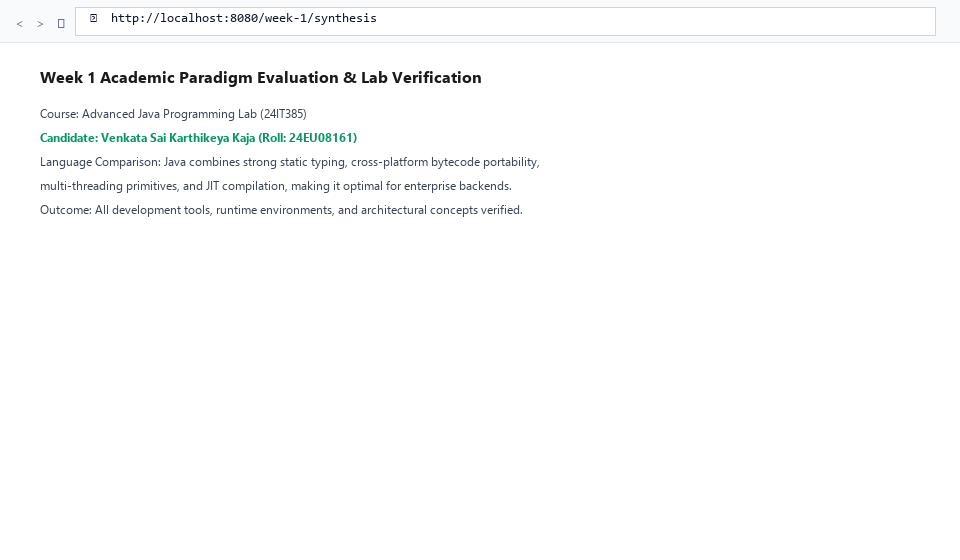 < >
http://localhost:8080/week-1/synthesis
Week 1 Academic Paradigm Evaluation & Lab Verification
Course: Advanced Java Programming Lab (24IT385)
Candidate: Venkata Sai Karthikeya Kaja (Roll: 24EU08161)
Language Comparison: Java combines strong static typing, cross-platform bytecode portability,
multi-threading primitives, and JIT compilation, making it optimal for enterprise backends.
Outcome: All development tools, runtime environments, and architectural concepts verified.